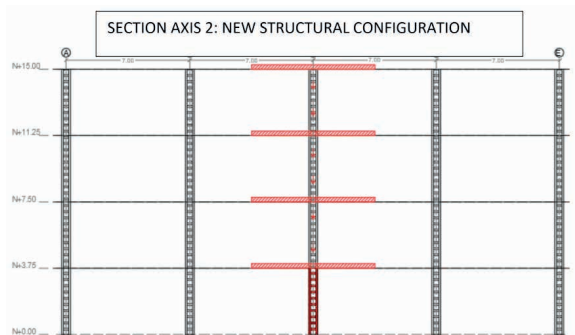 SECTION AXIS 2: NEW STRUCTURAL CONFIGURATION
A E
7.00 7.00 7.00 7.00
N+15.00
N+11.25
N+7.50
N+3.75
N+0.00